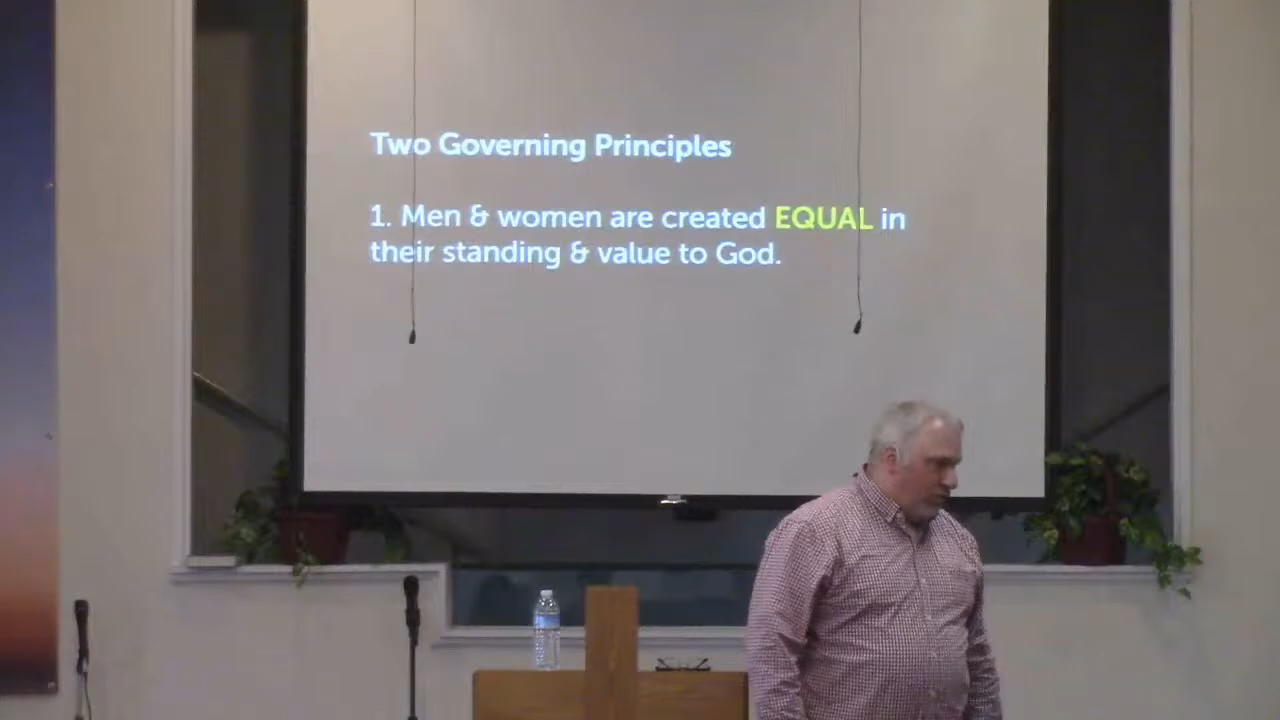 Two Governing Principles
1. Men & women are created EQUAL in
their standing & value to God.